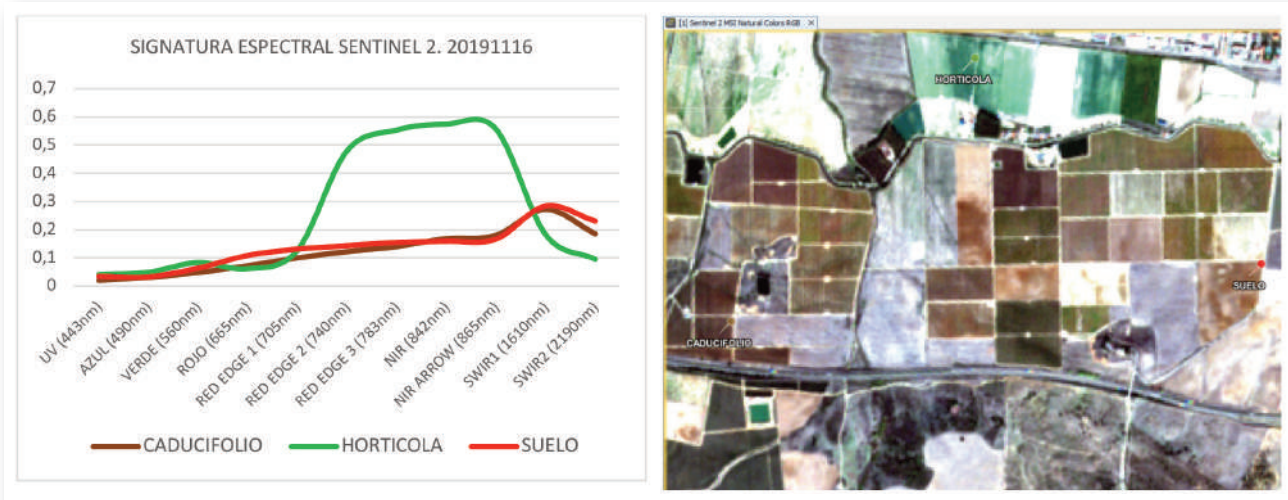 SIGNATURA ESPECTRAL SENTINEL 2. 20191116
0,7
0,6
0,5
0,4
0,3
0,2
0,1
0
UV (443nm)
AZUL (490nm)
VERDE (560nm)
ROJO (665nm)
RED EDGE 1 (705nm)
RED EDGE 2 (740nm)
RED EDGE 3 (783nm)
NIR (842nm)
NIR ARROW (865nm)
SWIR1 (1610nm)
SWIR2 (2190nm)
CADUCIFOLIO
HORTICOLA
SUELO
[1] Sentinel 2 MSI Natural Colors RGB
HORTICOLA
SUELO
CADUCIFOLIO